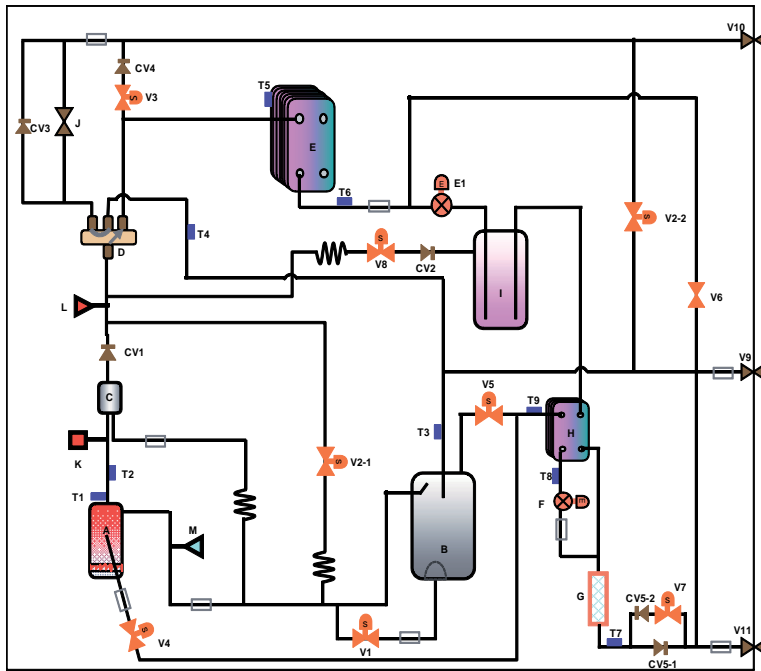 V10
CV4
T5
S
V3
CV3
J
E
E
E1
T6
S
V2-2
T4
D
S
V8
CV2
I
V6
L
CV1
V9
V5
S
T9
C
H
T3
K
S
V2-1
T2
T8
T1
F
E
A
M
B
G
CV5-2
V7
S
S
V4
S
V1
T7
CV5-1
V11